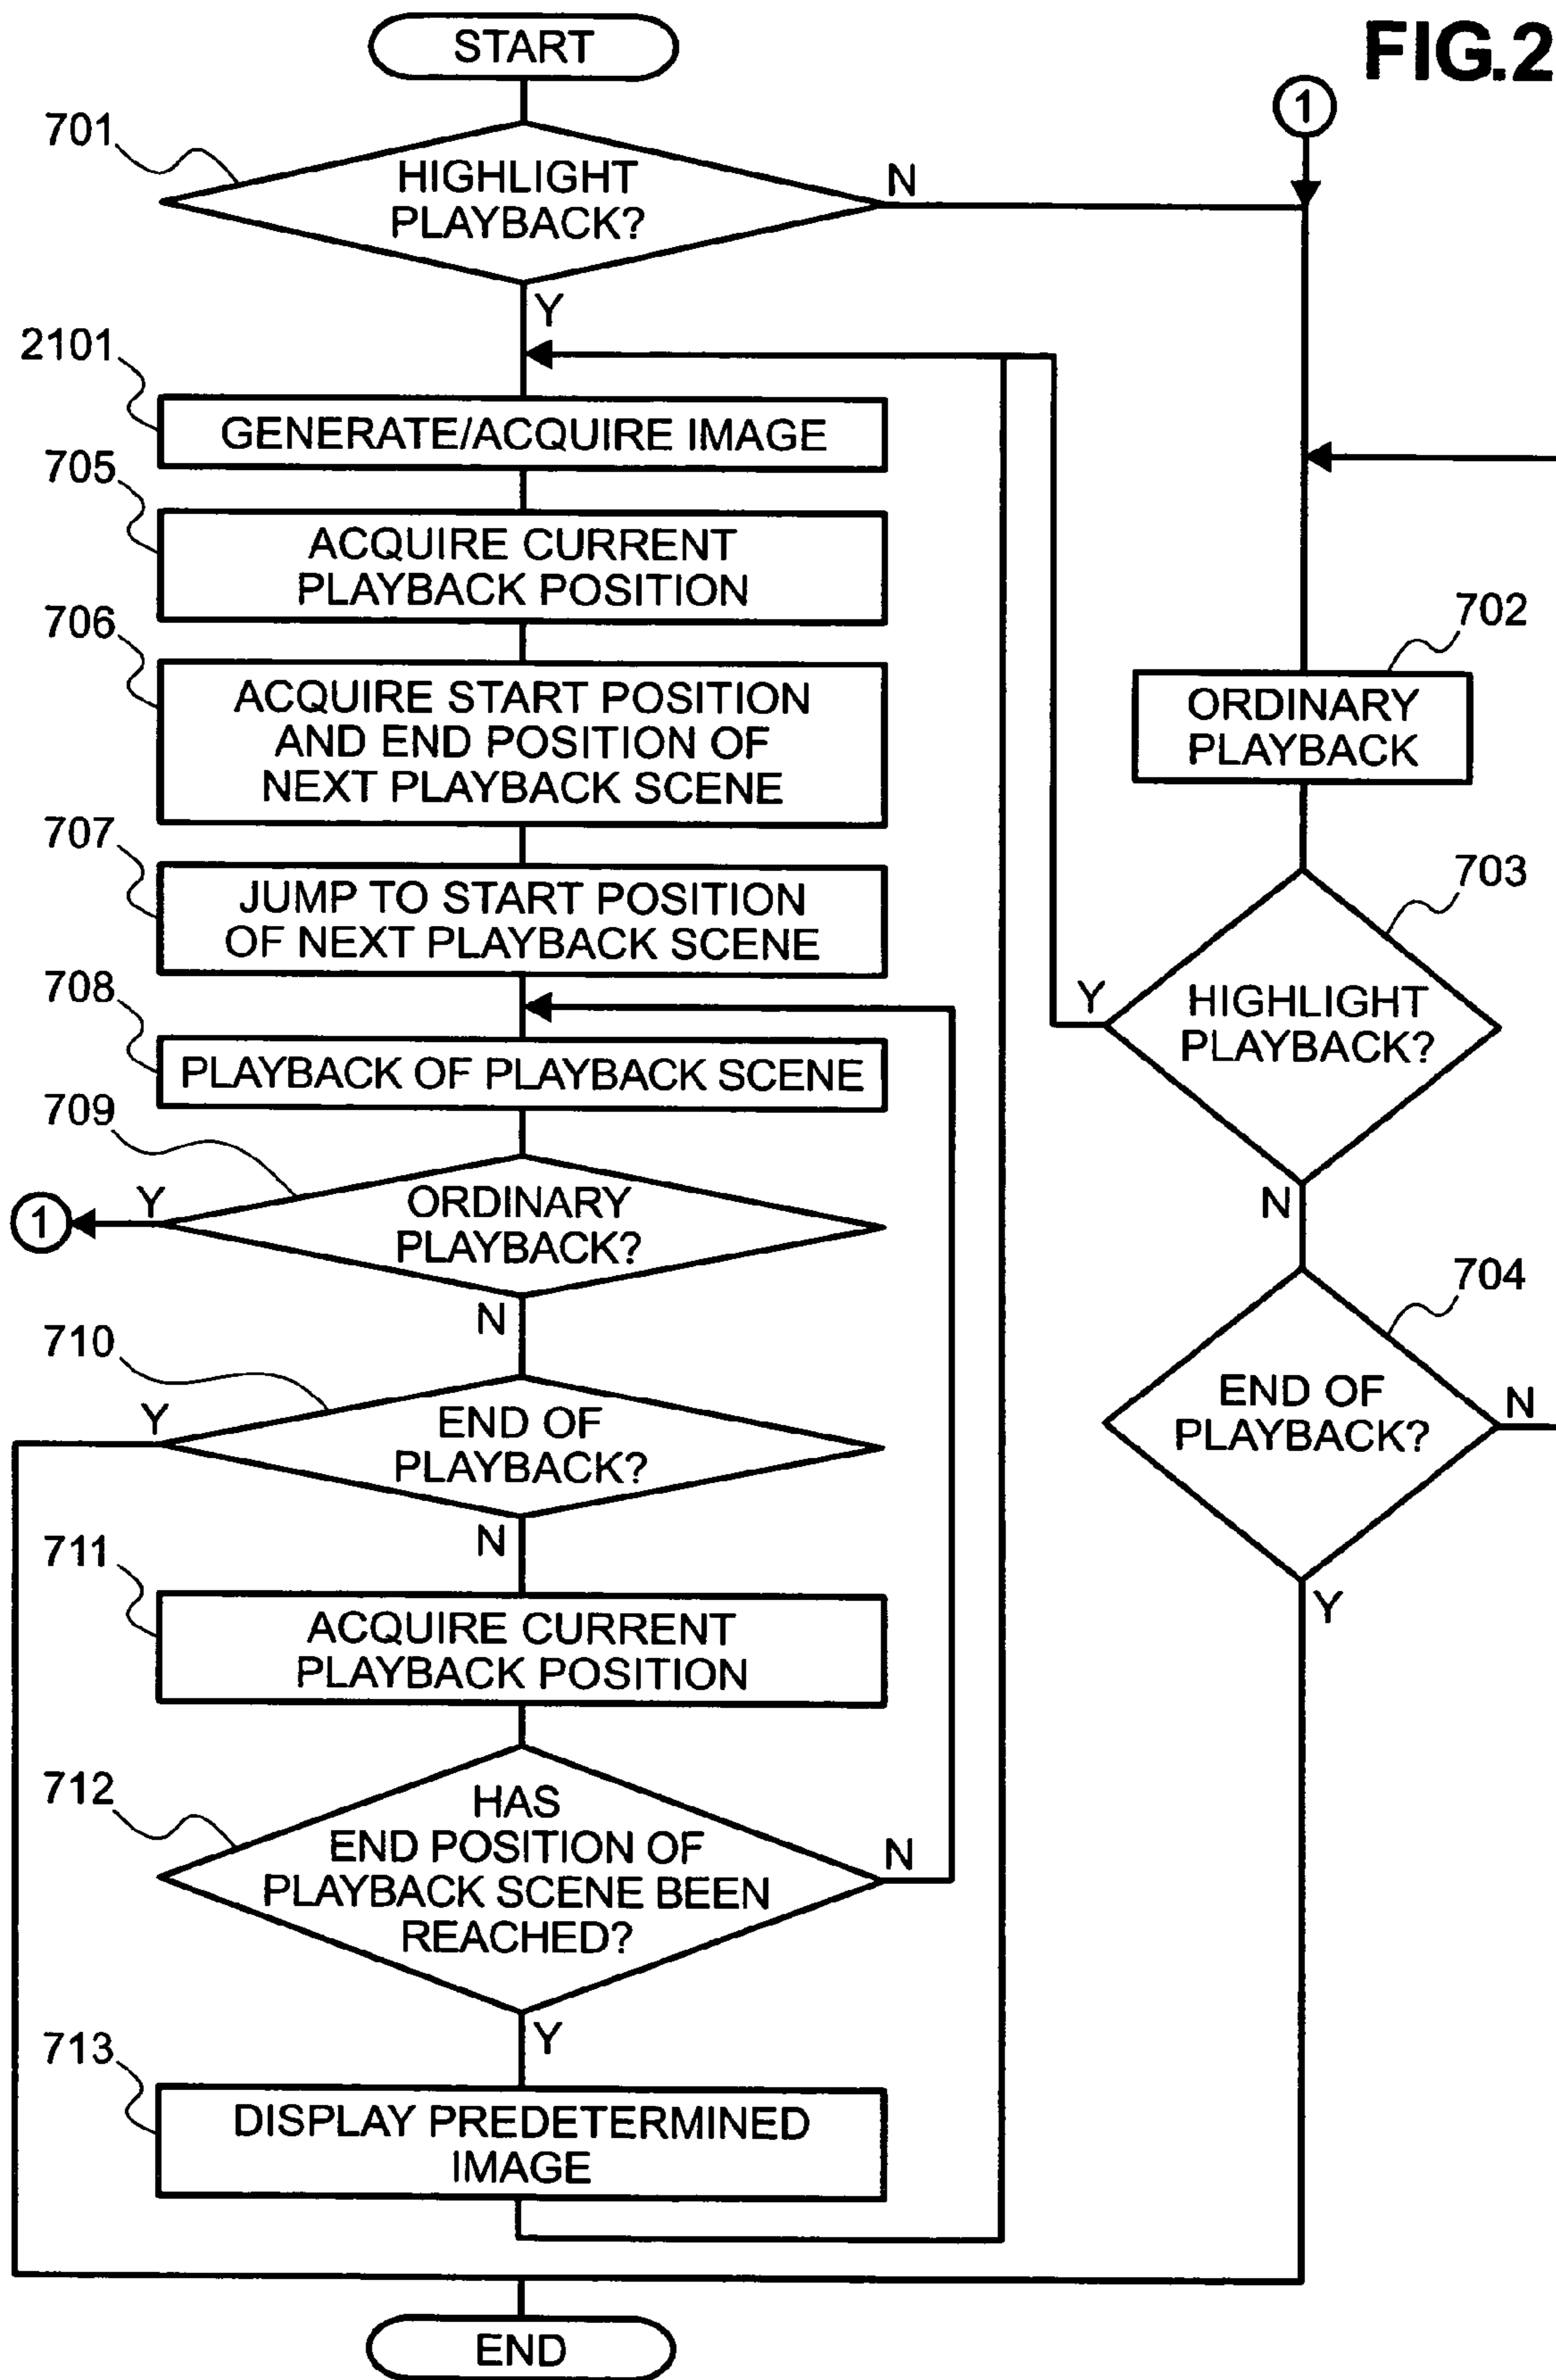 FIG.2
START
701
HIGHLIGHT
PLAYBACK?
N
Y
2101
GENERATE/ACQUIRE IMAGE
705
ACQUIRE CURRENT
PLAYBACK POSITION
706
ACQUIRE START POSITION
AND END POSITION OF
NEXT PLAYBACK SCENE
707
JUMP TO START POSITION
OF NEXT PLAYBACK SCENE
708
PLAYBACK OF PLAYBACK SCENE
709
ORDINARY
PLAYBACK?
Y
1
N
710
END OF
PLAYBACK?
Y
N
711
ACQUIRE CURRENT
PLAYBACK POSITION
712
HAS
END POSITION OF
PLAYBACK SCENE BEEN
REACHED?
N
Y
713
DISPLAY PREDETERMINED
IMAGE
END
1
702
ORDINARY
PLAYBACK
703
HIGHLIGHT
PLAYBACK?
Y
N
704
END OF
PLAYBACK?
N
Y